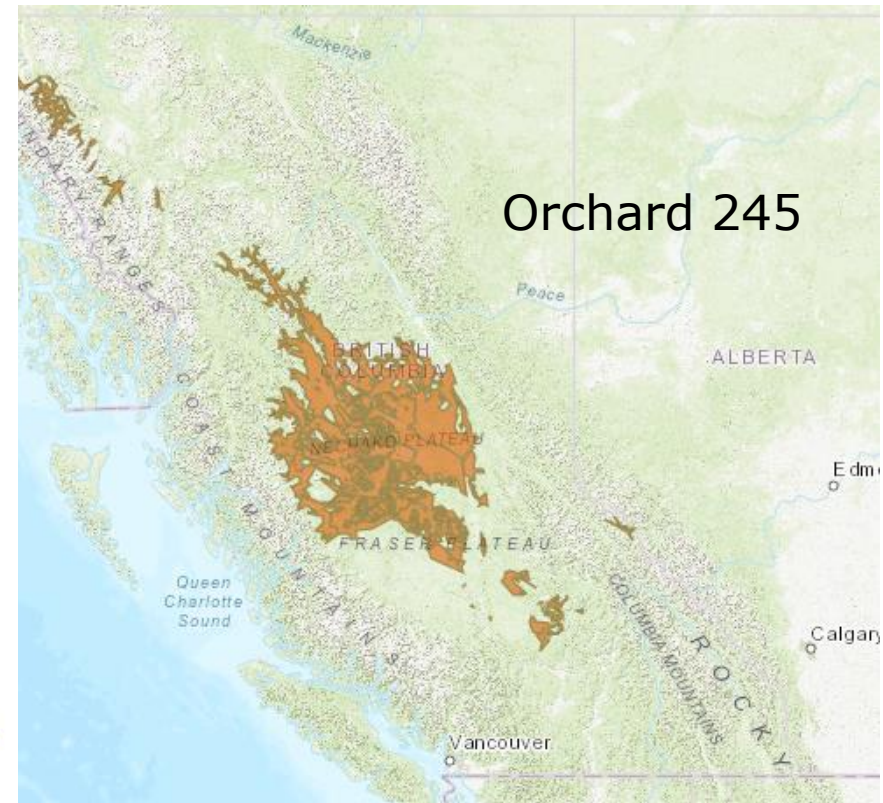 Mackenzie
Orchard 245
BOUNDARY RANGES
Peace
BRITISH
COLUMBIA
ALBERTA
NECHAKO PLATEAU
Edm
COAST MOUNTAINS
FRASER PLATEAU
Queen
Charlotte
Sound
COLUMBIA MOUNTAINS
ROCKY
Calgary
Vancouver